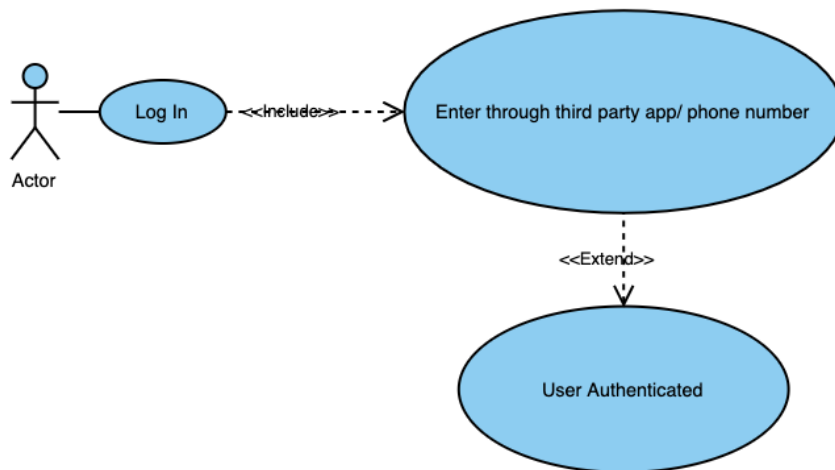 Log In
<<Include>>
Enter through third party app/ phone number
Actor
<<Extend>>
User Authenticated